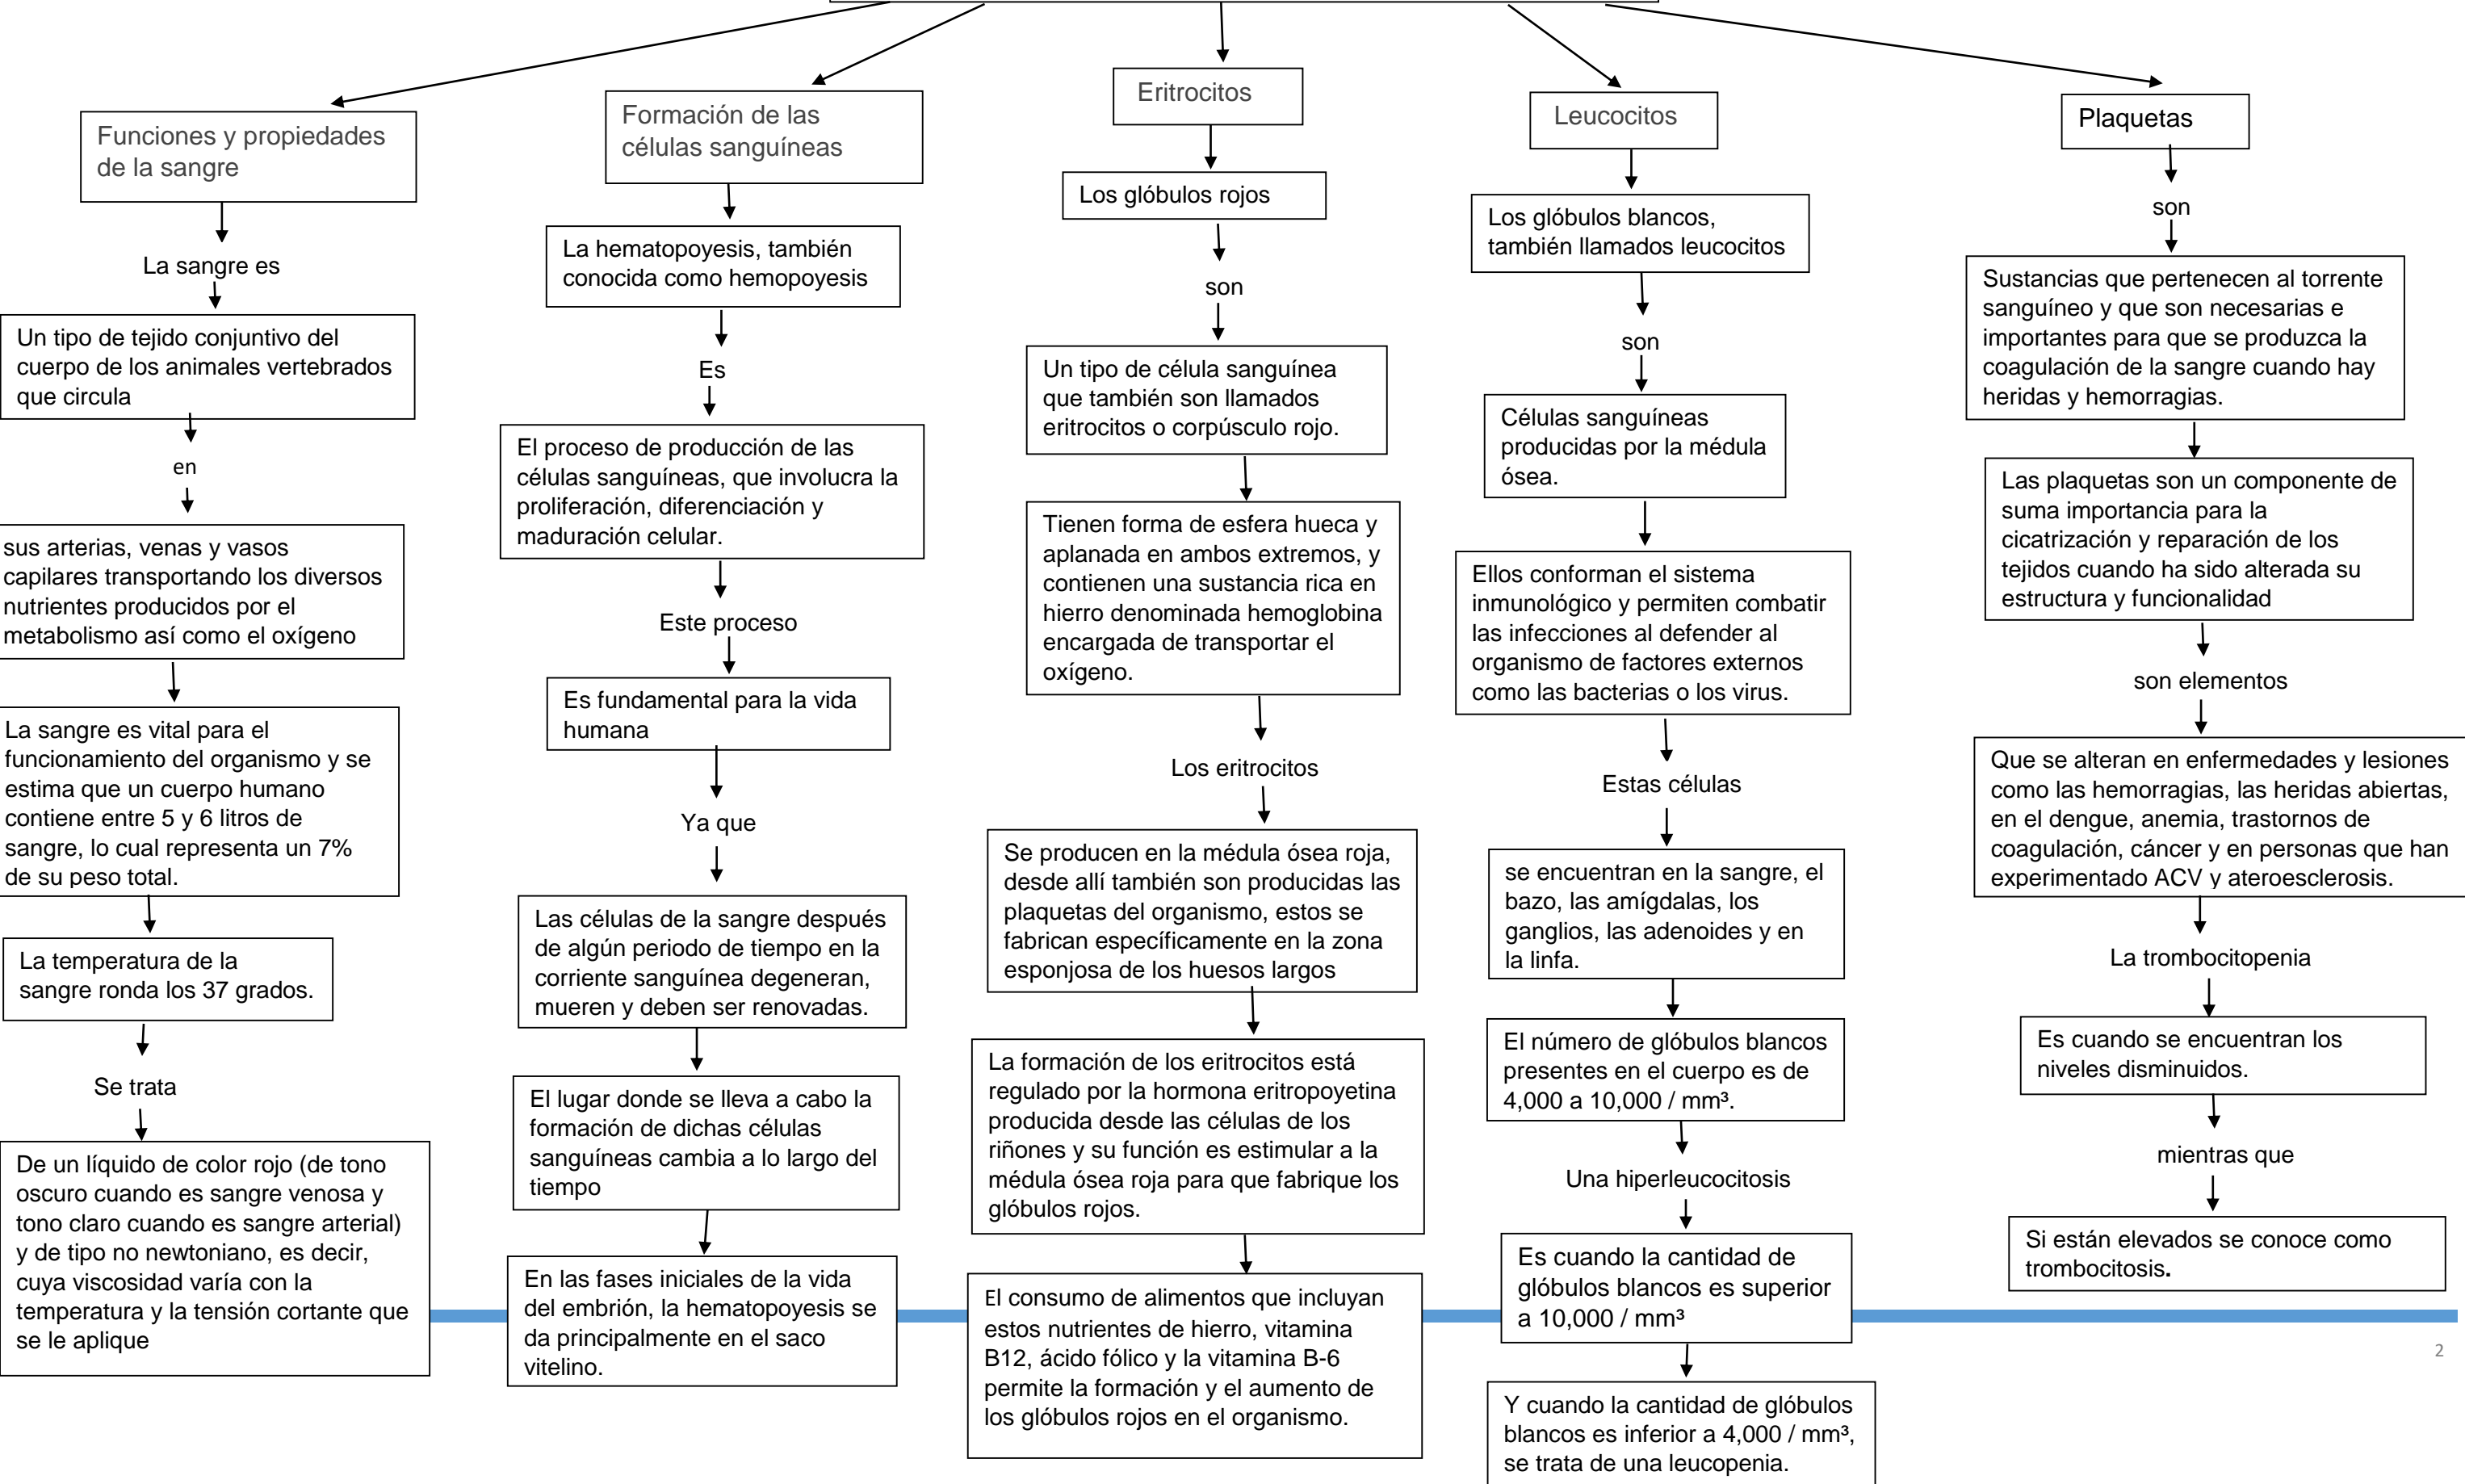 Funciones y propiedades
de la sangre
La sangre es
Un tipo de tejido conjuntivo del
cuerpo de los animales vertebrados
que circula
en
sus arterias, venas y vasos
capilares transportando los diversos
nutrientes producidos por el
metabolismo así como el oxígeno
La sangre es vital para el
funcionamiento del organismo y se
estima que un cuerpo humano
contiene entre 5 y 6 litros de
sangre, lo cual representa un 7%
de su peso total.
La temperatura de la
sangre ronda los 37 grados.
Se trata
De un líquido de color rojo (de tono
oscuro cuando es sangre venosa y
tono claro cuando es sangre arterial)
y de tipo no newtoniano, es decir,
cuya viscosidad varía con la
temperatura y la tensión cortante que
se le aplique
Formación de las
células sanguíneas
La hematopoyesis, también
conocida como hemopoyesis
Es
El proceso de producción de las
células sanguíneas, que involucra la
proliferación, diferenciación y
maduración celular.
Este proceso
Es fundamental para la vida
humana
Ya que
Las células de la sangre después
de algún periodo de tiempo en la
corriente sanguínea degeneran,
mueren y deben ser renovadas.
El lugar donde se lleva a cabo la
formación de dichas células
sanguíneas cambia a lo largo del
tiempo
En las fases iniciales de la vida
del embrión, la hematopoyesis se
da principalmente en el saco
vitelino.
Eritrocitos
Los glóbulos rojos
son
Un tipo de célula sanguínea
que también son llamados
eritrocitos o corpúsculo rojo.
Tienen forma de esfera hueca y
aplanada en ambos extremos, y
contienen una sustancia rica en
hierro denominada hemoglobina
encargada de transportar el
oxígeno.
Los eritrocitos
Se producen en la médula ósea roja,
desde allí también son producidas las
plaquetas del organismo, estos se
fabrican específicamente en la zona
esponjosa de los huesos largos
La formación de los eritrocitos está
regulado por la hormona eritropoyetina
producida desde las células de los
riñones y su función es estimular a la
médula ósea roja para que fabrique los
glóbulos rojos.
El consumo de alimentos que incluyan
estos nutrientes de hierro, vitamina
B12, ácido fólico y la vitamina B-6
permite la formación y el aumento de
los glóbulos rojos en el organismo.
Leucocitos
Los glóbulos blancos,
también llamados leucocitos
son
Células sanguíneas
producidas por la médula
ósea.
Ellos conforman el sistema
inmunológico y permiten combatir
las infecciones al defender al
organismo de factores externos
como las bacterias o los virus.
Estas células
se encuentran en la sangre, el
bazo, las amígdalas, los
ganglios, las adenoides y en
la linfa.
El número de glóbulos blancos
presentes en el cuerpo es de
4,000 a 10,000 / mm³.
Una hiperleucocitosis
Es cuando la cantidad de
glóbulos blancos es superior
a 10,000 / mm³
Y cuando la cantidad de glóbulos
blancos es inferior a 4,000 / mm³,
se trata de una leucopenia.
Plaquetas
son
Sustancias que pertenecen al torrente
sanguíneo y que son necesarias e
importantes para que se produzca la
coagulación de la sangre cuando hay
heridas y hemorragias.
Las plaquetas son un componente de
suma importancia para la
cicatrización y reparación de los
tejidos cuando ha sido alterada su
estructura y funcionalidad
son elementos
Que se alteran en enfermedades y lesiones
como las hemorragias, las heridas abiertas,
en el dengue, anemia, trastornos de
coagulación, cáncer y en personas que han
experimentado ACV y ateroesclerosis.
La trombocitopenia
Es cuando se encuentran los
niveles disminuidos.
mientras que
Si están elevados se conoce como
trombocitosis.
2